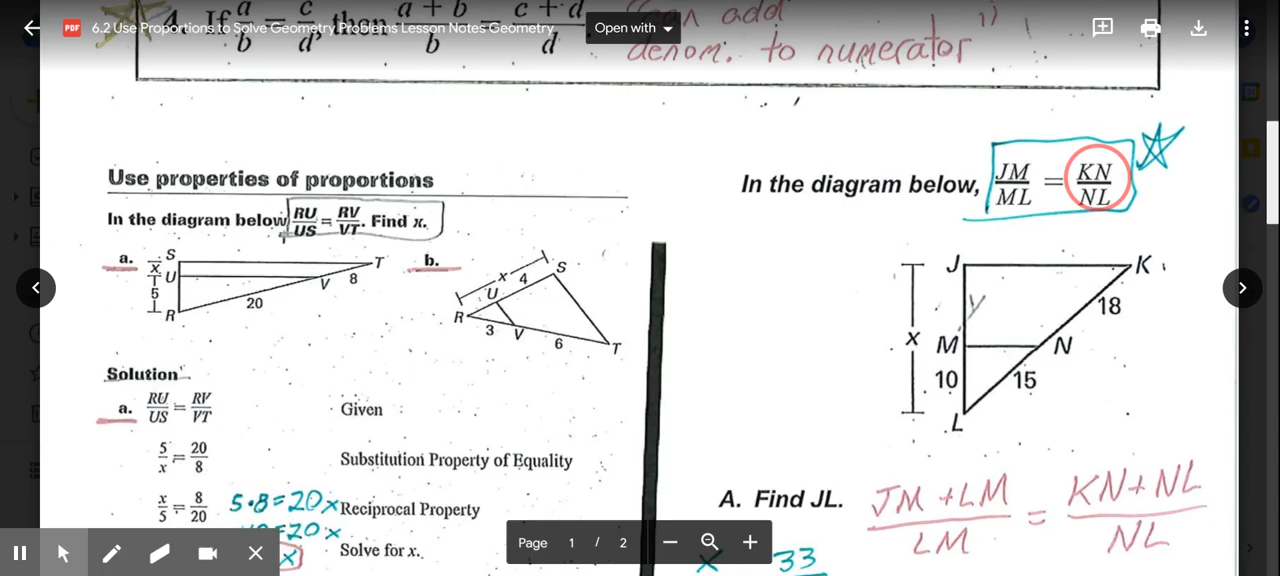 4. If a/b = c/d, then a + b/b = c + d/d.
can add
denom. to numerator
6.2 Use Proportions to Solve Geometry Problems Lesson Notes Geometry
Open with
Use properties of proportions
In the diagram below RU/US = RV/VT. Find x.
a.
S
x
U
5
R
T
V
8
20
b.
x
4
S
U
R
3
V
6
T
Solution
a. RU/US = RV/VT Given
5/x = 20/8 Substitution Property of Equality
x/5 = 8/20 5·8=20x Reciprocal Property
=20x
x Solve for x.
In the diagram below, JM/ML = KN/NL
J
K
y
18
x
M
N
10
15
L
A. Find JL. JM + LM/LM = KN + NL/NL
x 33
Page 1 / 2